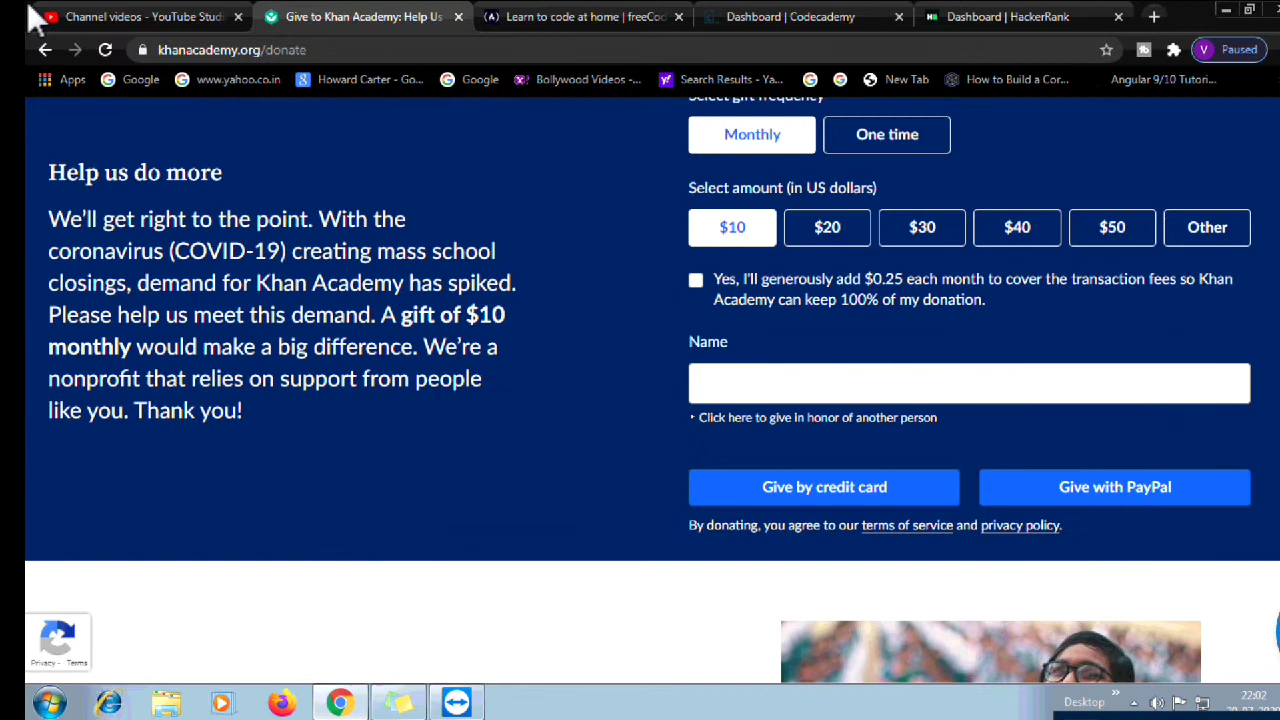 Channel videos - YouTube Studi
Give to Khan Academy: Help Us
Learn to code at home | freeCod
Dashboard | Codecademy
Dashboard | HackerRank
khanacademy.org/donate
V Paused
Apps
Google
www.yahoo.co.in
Howard Carter - Go...
Google
Bollywood Videos -...
Search Results - Ya...
New Tab
How to Build a Cor...
Angular 9/10 Tutori...
Select gift frequency
Monthly
One time
Help us do more
We'll get right to the point. With the
coronavirus (COVID-19) creating mass school
closings, demand for Khan Academy has spiked.
Please help us meet this demand. A gift of $10
monthly would make a big difference. We're a
nonprofit that relies on support from people
like you. Thank you!
Select amount (in US dollars)
$10
$20
$30
$40
$50
Other
Yes, I'll generously add $0.25 each month to cover the transaction fees so Khan
Academy can keep 100% of my donation.
Name
Click here to give in honor of another person
Give by credit card
Give with PayPal
By donating, you agree to our terms of service and privacy policy.
Privacy - Terms
Desktop
22:02